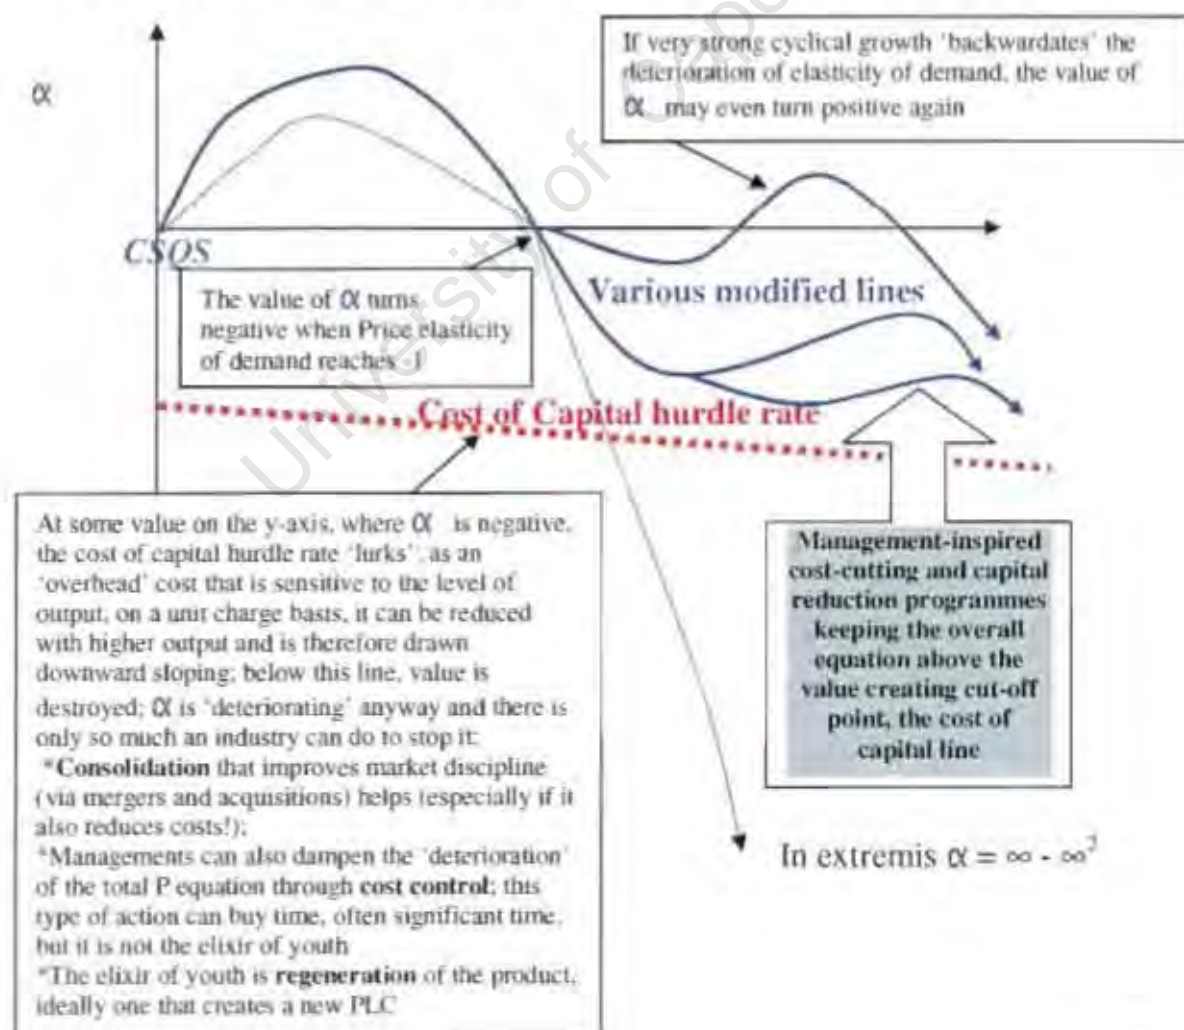 If very strong cyclical growth 'backwardates' the
deterioration of elasticity of demand, the value of
α may even turn positive again
α
CSOS
The value of α turns
negative when Price elasticity
of demand reaches -1
Various modified lines
Cost of Capital hurdle rate
At some value on the y-axis, where α is negative,
the cost of capital hurdle rate 'lurks', as an
'overhead' cost that is sensitive to the level of
output, on a unit charge basis, it can be reduced
with higher output and is therefore drawn
downward sloping; below this line, value is
destroyed; α is 'deteriorating' anyway and there is
only so much an industry can do to stop it:
*Consolidation that improves market discipline
(via mergers and acquisitions) helps (especially if it
also reduces costs!);
*Managements can also dampen the 'deterioration'
of the total P equation through cost control; this
type of action can buy time, often significant time,
but it is not the elixir of youth
*The elixir of youth is regeneration of the product,
ideally one that creates a new PLC
Management-inspired
cost-cutting and capital
reduction programmes
keeping the overall
equation above the
value creating cut-off
point, the cost of
capital line
In extremis α = ∞ - ∞²
University of Cape